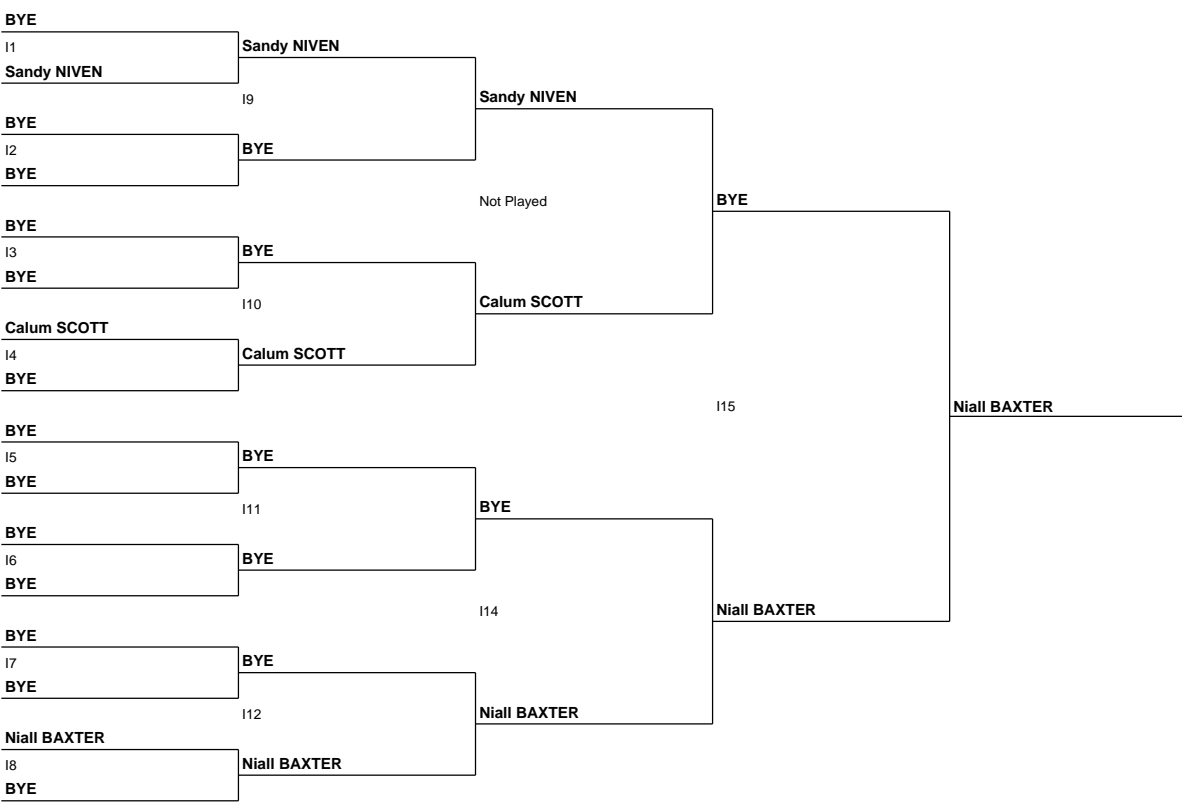 BYE
I1
Sandy NIVEN
BYE
I2
BYE
BYE
I3
BYE
Calum SCOTT
I4
BYE
BYE
I5
BYE
BYE
I6
BYE
BYE
I7
BYE
Niall BAXTER
I8
BYE
Sandy NIVEN
I9
BYE
BYE
I10
Calum SCOTT
BYE
I11
BYE
BYE
I12
Niall BAXTER
Sandy NIVEN
Not Played
Calum SCOTT
BYE
I14
Niall BAXTER
BYE
I15
Niall BAXTER
Niall BAXTER